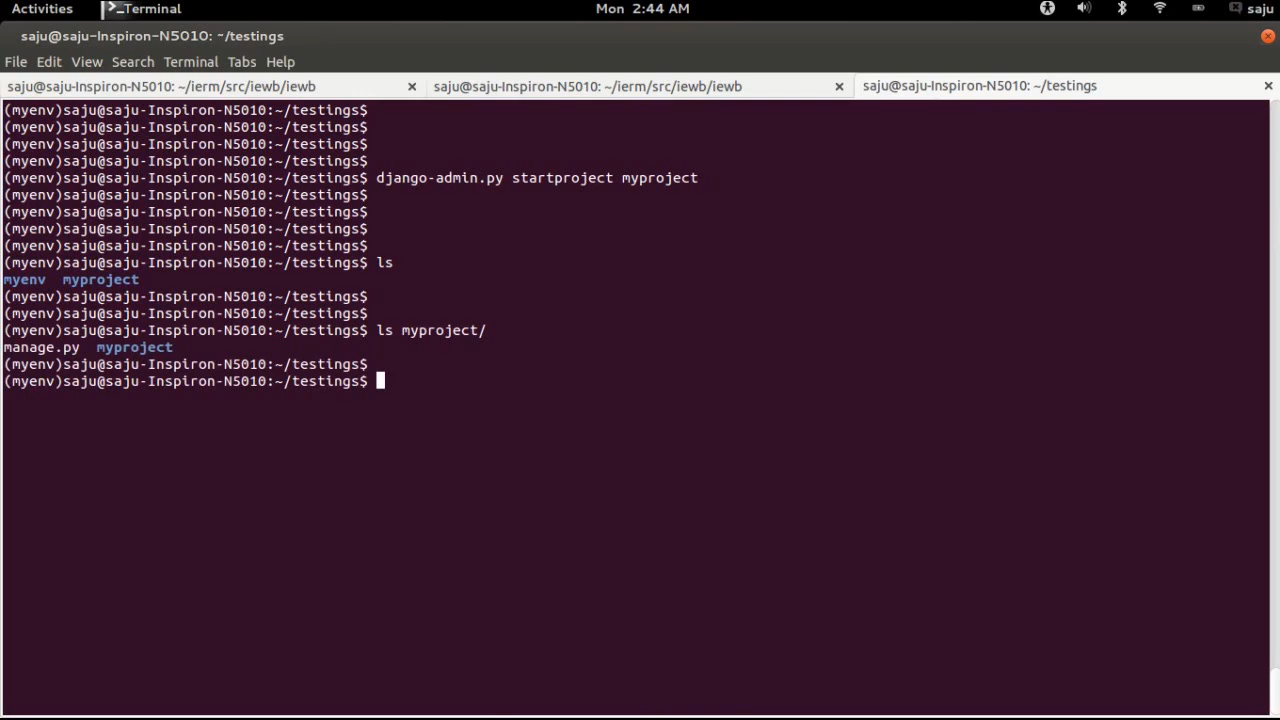 Activities Terminal Mon 2:44 AM saju
saju@saju-Inspiron-N5010: ~/testings
File Edit View Search Terminal Tabs Help
saju@saju-Inspiron-N5010: ~/ierm/src/iewb/iewb saju@saju-Inspiron-N5010: ~/ierm/src/iewb/iewb saju@saju-Inspiron-N5010: ~/testings
(myenv)saju@saju-Inspiron-N5010:~/testings$
(myenv)saju@saju-Inspiron-N5010:~/testings$
(myenv)saju@saju-Inspiron-N5010:~/testings$
(myenv)saju@saju-Inspiron-N5010:~/testings$
(myenv)saju@saju-Inspiron-N5010:~/testings$ django-admin.py startproject myproject
(myenv)saju@saju-Inspiron-N5010:~/testings$
(myenv)saju@saju-Inspiron-N5010:~/testings$
(myenv)saju@saju-Inspiron-N5010:~/testings$
(myenv)saju@saju-Inspiron-N5010:~/testings$
(myenv)saju@saju-Inspiron-N5010:~/testings$ ls
myenv myproject
(myenv)saju@saju-Inspiron-N5010:~/testings$
(myenv)saju@saju-Inspiron-N5010:~/testings$
(myenv)saju@saju-Inspiron-N5010:~/testings$ ls myproject/
manage.py myproject
(myenv)saju@saju-Inspiron-N5010:~/testings$
(myenv)saju@saju-Inspiron-N5010:~/testings$